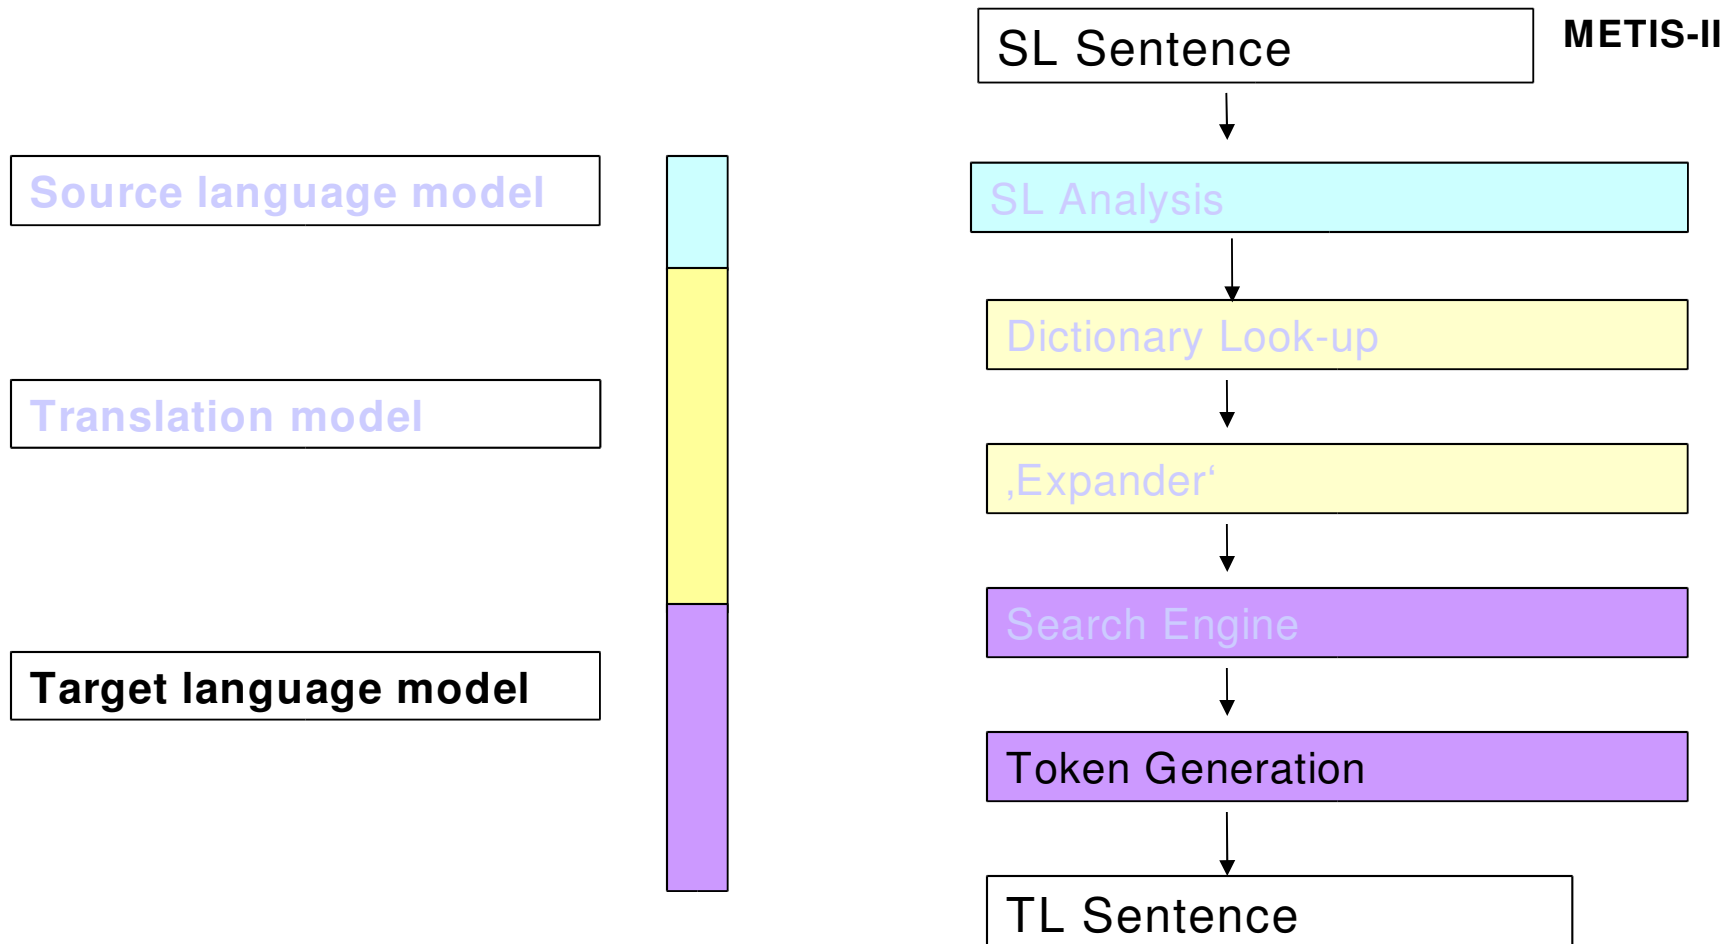 METIS-II
SL Sentence
Source language model
SL Analysis
Dictionary Look-up
Translation model
‚Expander‘
Search Engine
Target language model
Token Generation
TL Sentence